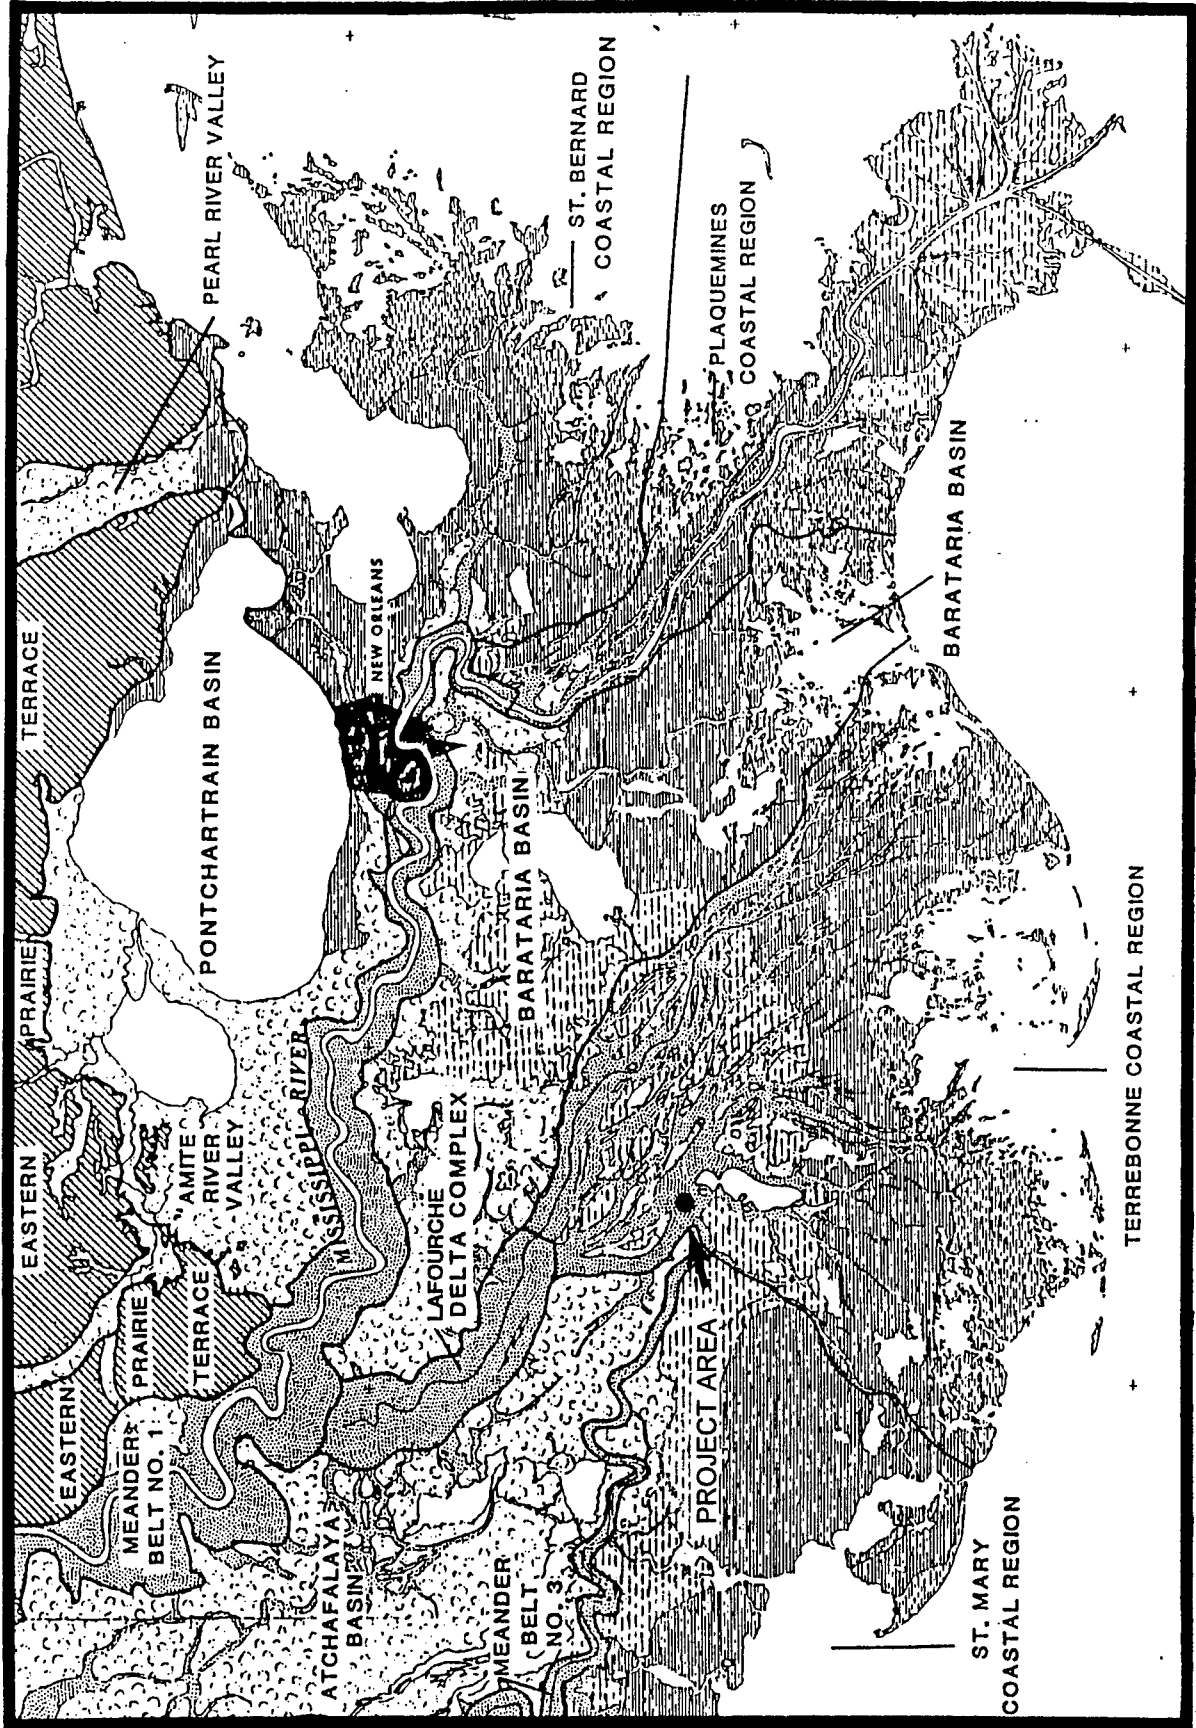 EASTERN
PRAIRIE
TERRACE
EASTERN
PRAIRIE
TERRACE
MEANDER
BELT NO. 1
AMITE
RIVER
VALLEY
PONTCHARTRAIN BASIN
PEARL RIVER VALLEY
MISSISSIPPI RIVER
NEW ORLEANS
ATCHAFALAYA
BASIN
LAFOURCHE
DELTA COMPLEX
BARATARIA BASIN
ST. BERNARD
COASTAL REGION
MEANDER
BELT
NO. 3
PROJECT AREA
PLAQUEMINES
COASTAL REGION
BARATARIA BASIN
ST. MARY
COASTAL REGION
TERREBONNE COASTAL REGION